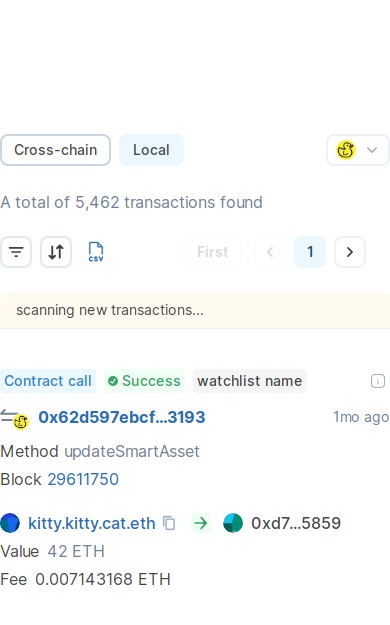 Cross-chain Local
A total of 5,462 transactions found
CSV First 1
scanning new transactions...
Contract call Success watchlist name
0x62d597ebcf...3193 1mo ago
Method updateSmartAsset
Block 29611750
kitty.kitty.cat.eth 0xd7...5859
Value 42 ETH
Fee 0.007143168 ETH